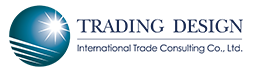 TRADING DESIGN
International Trade Consulting Co., Ltd.